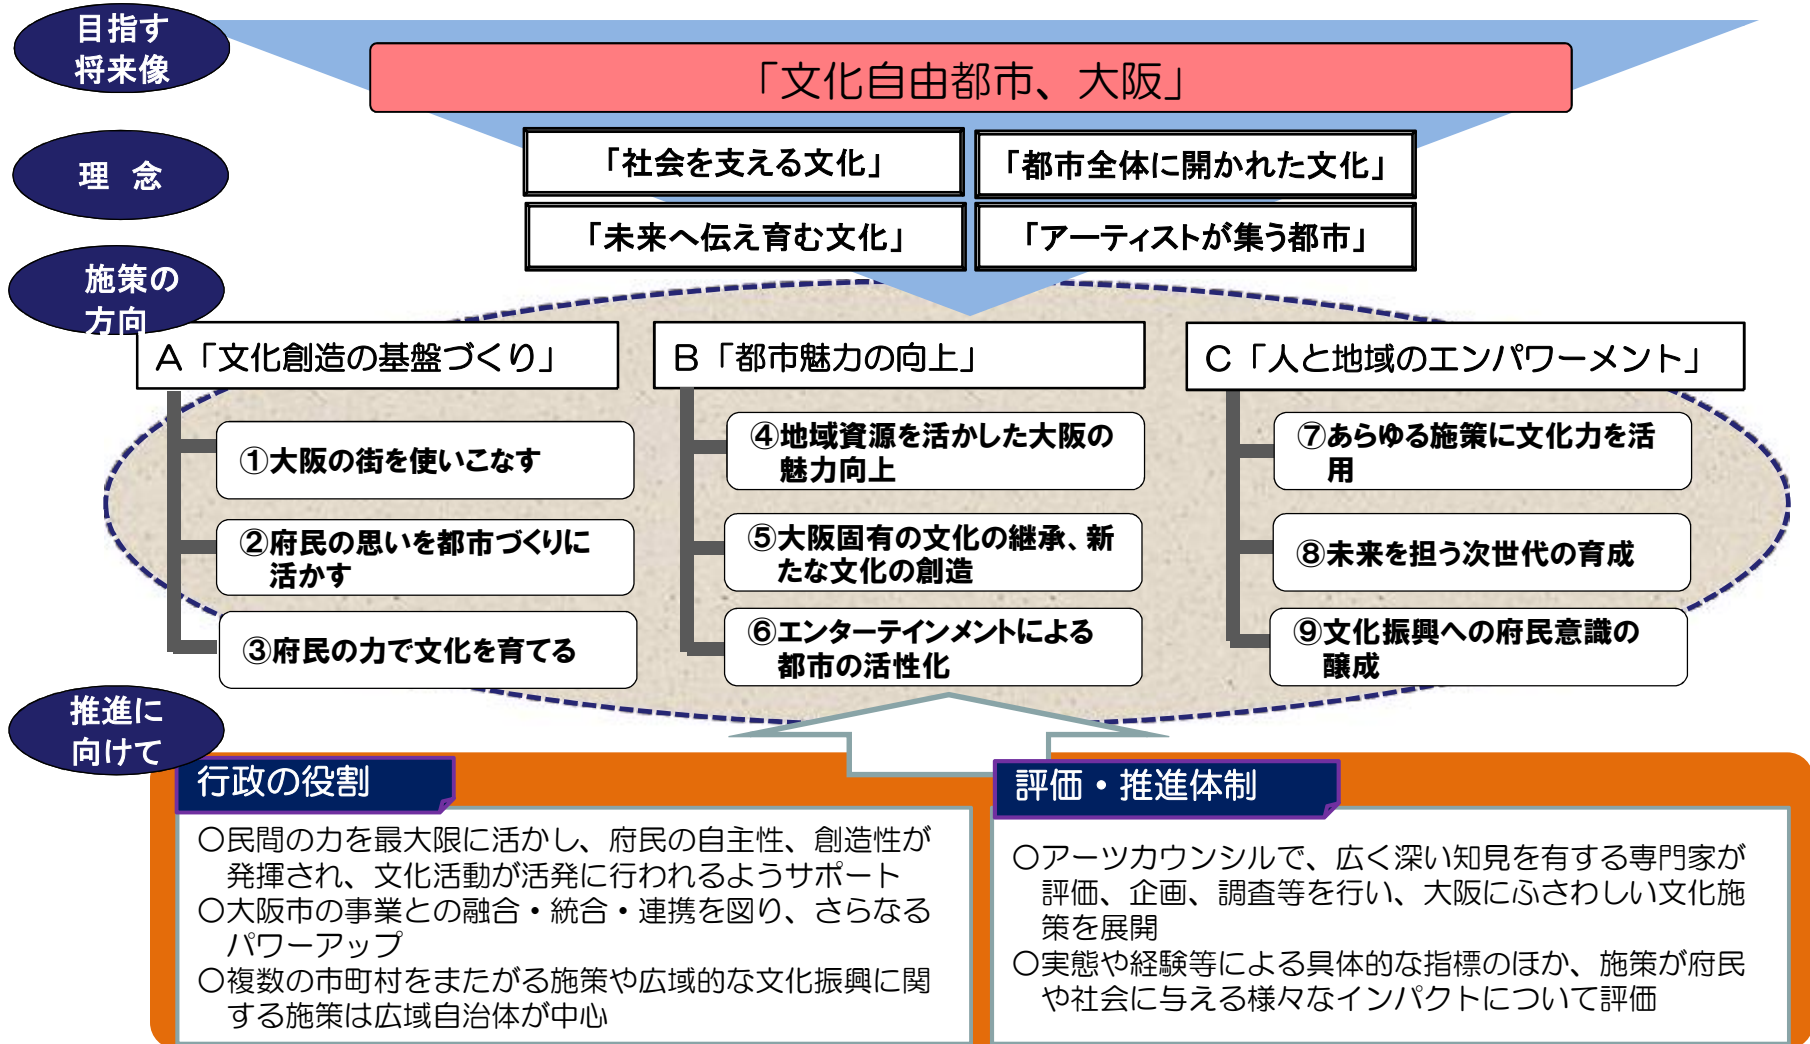 目指す
将来像
「文化自由都市、大阪」
理　念
「社会を支える文化」
「都市全体に開かれた文化」
「未来へ伝え育む文化」
「アーティストが集う都市」
施策の
方向
A「文化創造の基盤づくり」
①大阪の街を使いこなす
②府民の思いを都市づくりに
活かす
③府民の力で文化を育てる
B「都市魅力の向上」
④地域資源を活かした大阪の
魅力向上
⑤大阪固有の文化の継承、新
たな文化の創造
⑥エンターテインメントによる
都市の活性化
C「人と地域のエンパワーメント」
⑦あらゆる施策に文化力を活
用
⑧未来を担う次世代の育成
⑨文化振興への府民意識の
醸成
推進に
向けて
行政の役割
○民間の力を最大限に活かし、府民の自主性、創造性が
発揮され、文化活動が活発に行われるようサポート
○大阪市の事業との融合・統合・連携を図り、さらなる
パワーアップ
○複数の市町村をまたがる施策や広域的な文化振興に関
する施策は広域自治体が中心
評価・推進体制
○アーツカウンシルで、広く深い知見を有する専門家が
評価、企画、調査等を行い、大阪にふさわしい文化施
策を展開
○実態や経験等による具体的な指標のほか、施策が府民
や社会に与える様々なインパクトについて評価